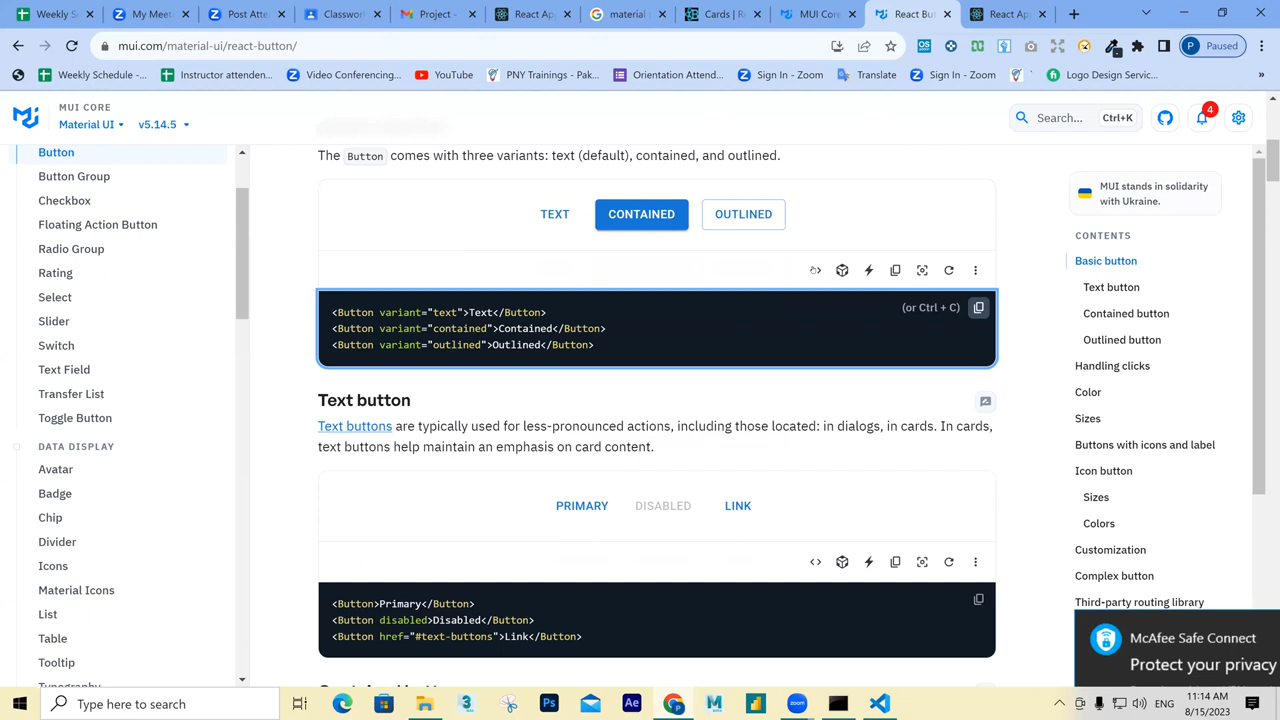 Weekly S
My Meeti
Post Atte
Classwor
Project -
React Ap
material
Cards | R
MUI Core
React Bu
React Ap
mui.com/material-ui/react-button/
P
Paused
Weekly Schedule -...
Instructor attenden...
Video Conferencing...
YouTube
PNY Trainings - Pak...
Orientation Attend...
Sign In - Zoom
Translate
Sign In - Zoom
Logo Design Servic...
»
MUI CORE
Material UI
v5.14.5
Search...
Ctrl+K
4
Button
Button Group
Checkbox
Floating Action Button
Radio Group
Rating
Select
Slider
Switch
Text Field
Transfer List
Toggle Button
DATA DISPLAY
Avatar
Badge
Chip
Divider
Icons
Material Icons
List
Table
Tooltip
Typography
The Button comes with three variants: text (default), contained, and outlined.
TEXT
CONTAINED
OUTLINED
<Button variant="text">Text</Button>
<Button variant="contained">Contained</Button>
<Button variant="outlined">Outlined</Button>
(or Ctrl + C)
Text button
Text buttons are typically used for less-pronounced actions, including those located: in dialogs, in cards. In cards,
text buttons help maintain an emphasis on card content.
PRIMARY
DISABLED
LINK
<Button>Primary</Button>
<Button disabled>Disabled</Button>
<Button href="#text-buttons">Link</Button>
MUI stands in solidarity
with Ukraine.
CONTENTS
Basic button
Text button
Contained button
Outlined button
Handling clicks
Color
Sizes
Buttons with icons and label
Icon button
Sizes
Colors
Customization
Complex button
Third-party routing library
McAfee Safe Connect
Protect your privacy
Type here to search
ENG
11:14 AM
8/15/2023